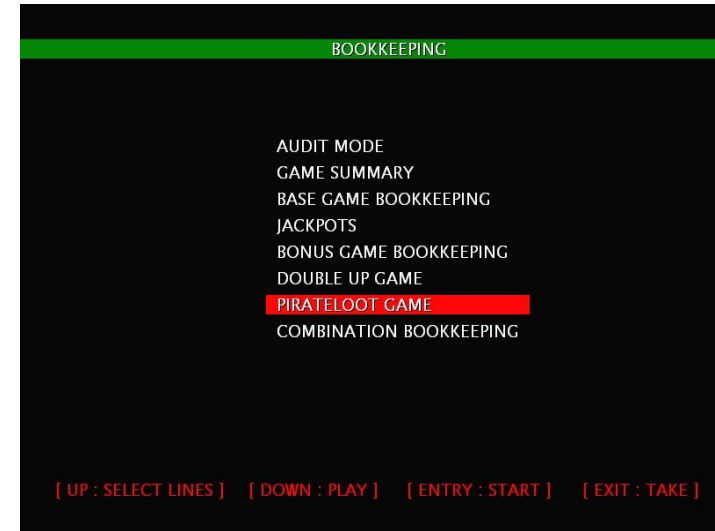 BOOKKEEPING
AUDIT MODE
GAME SUMMARY
BASE GAME BOOKKEEPING
JACKPOTS
BONUS GAME BOOKKEEPING
DOUBLE UP GAME
PIRATELOOT GAME
COMBINATION BOOKKEEPING
[ UP : SELECT LINES ] [ DOWN : PLAY ] [ ENTRY : START ] [ EXIT : TAKE ]